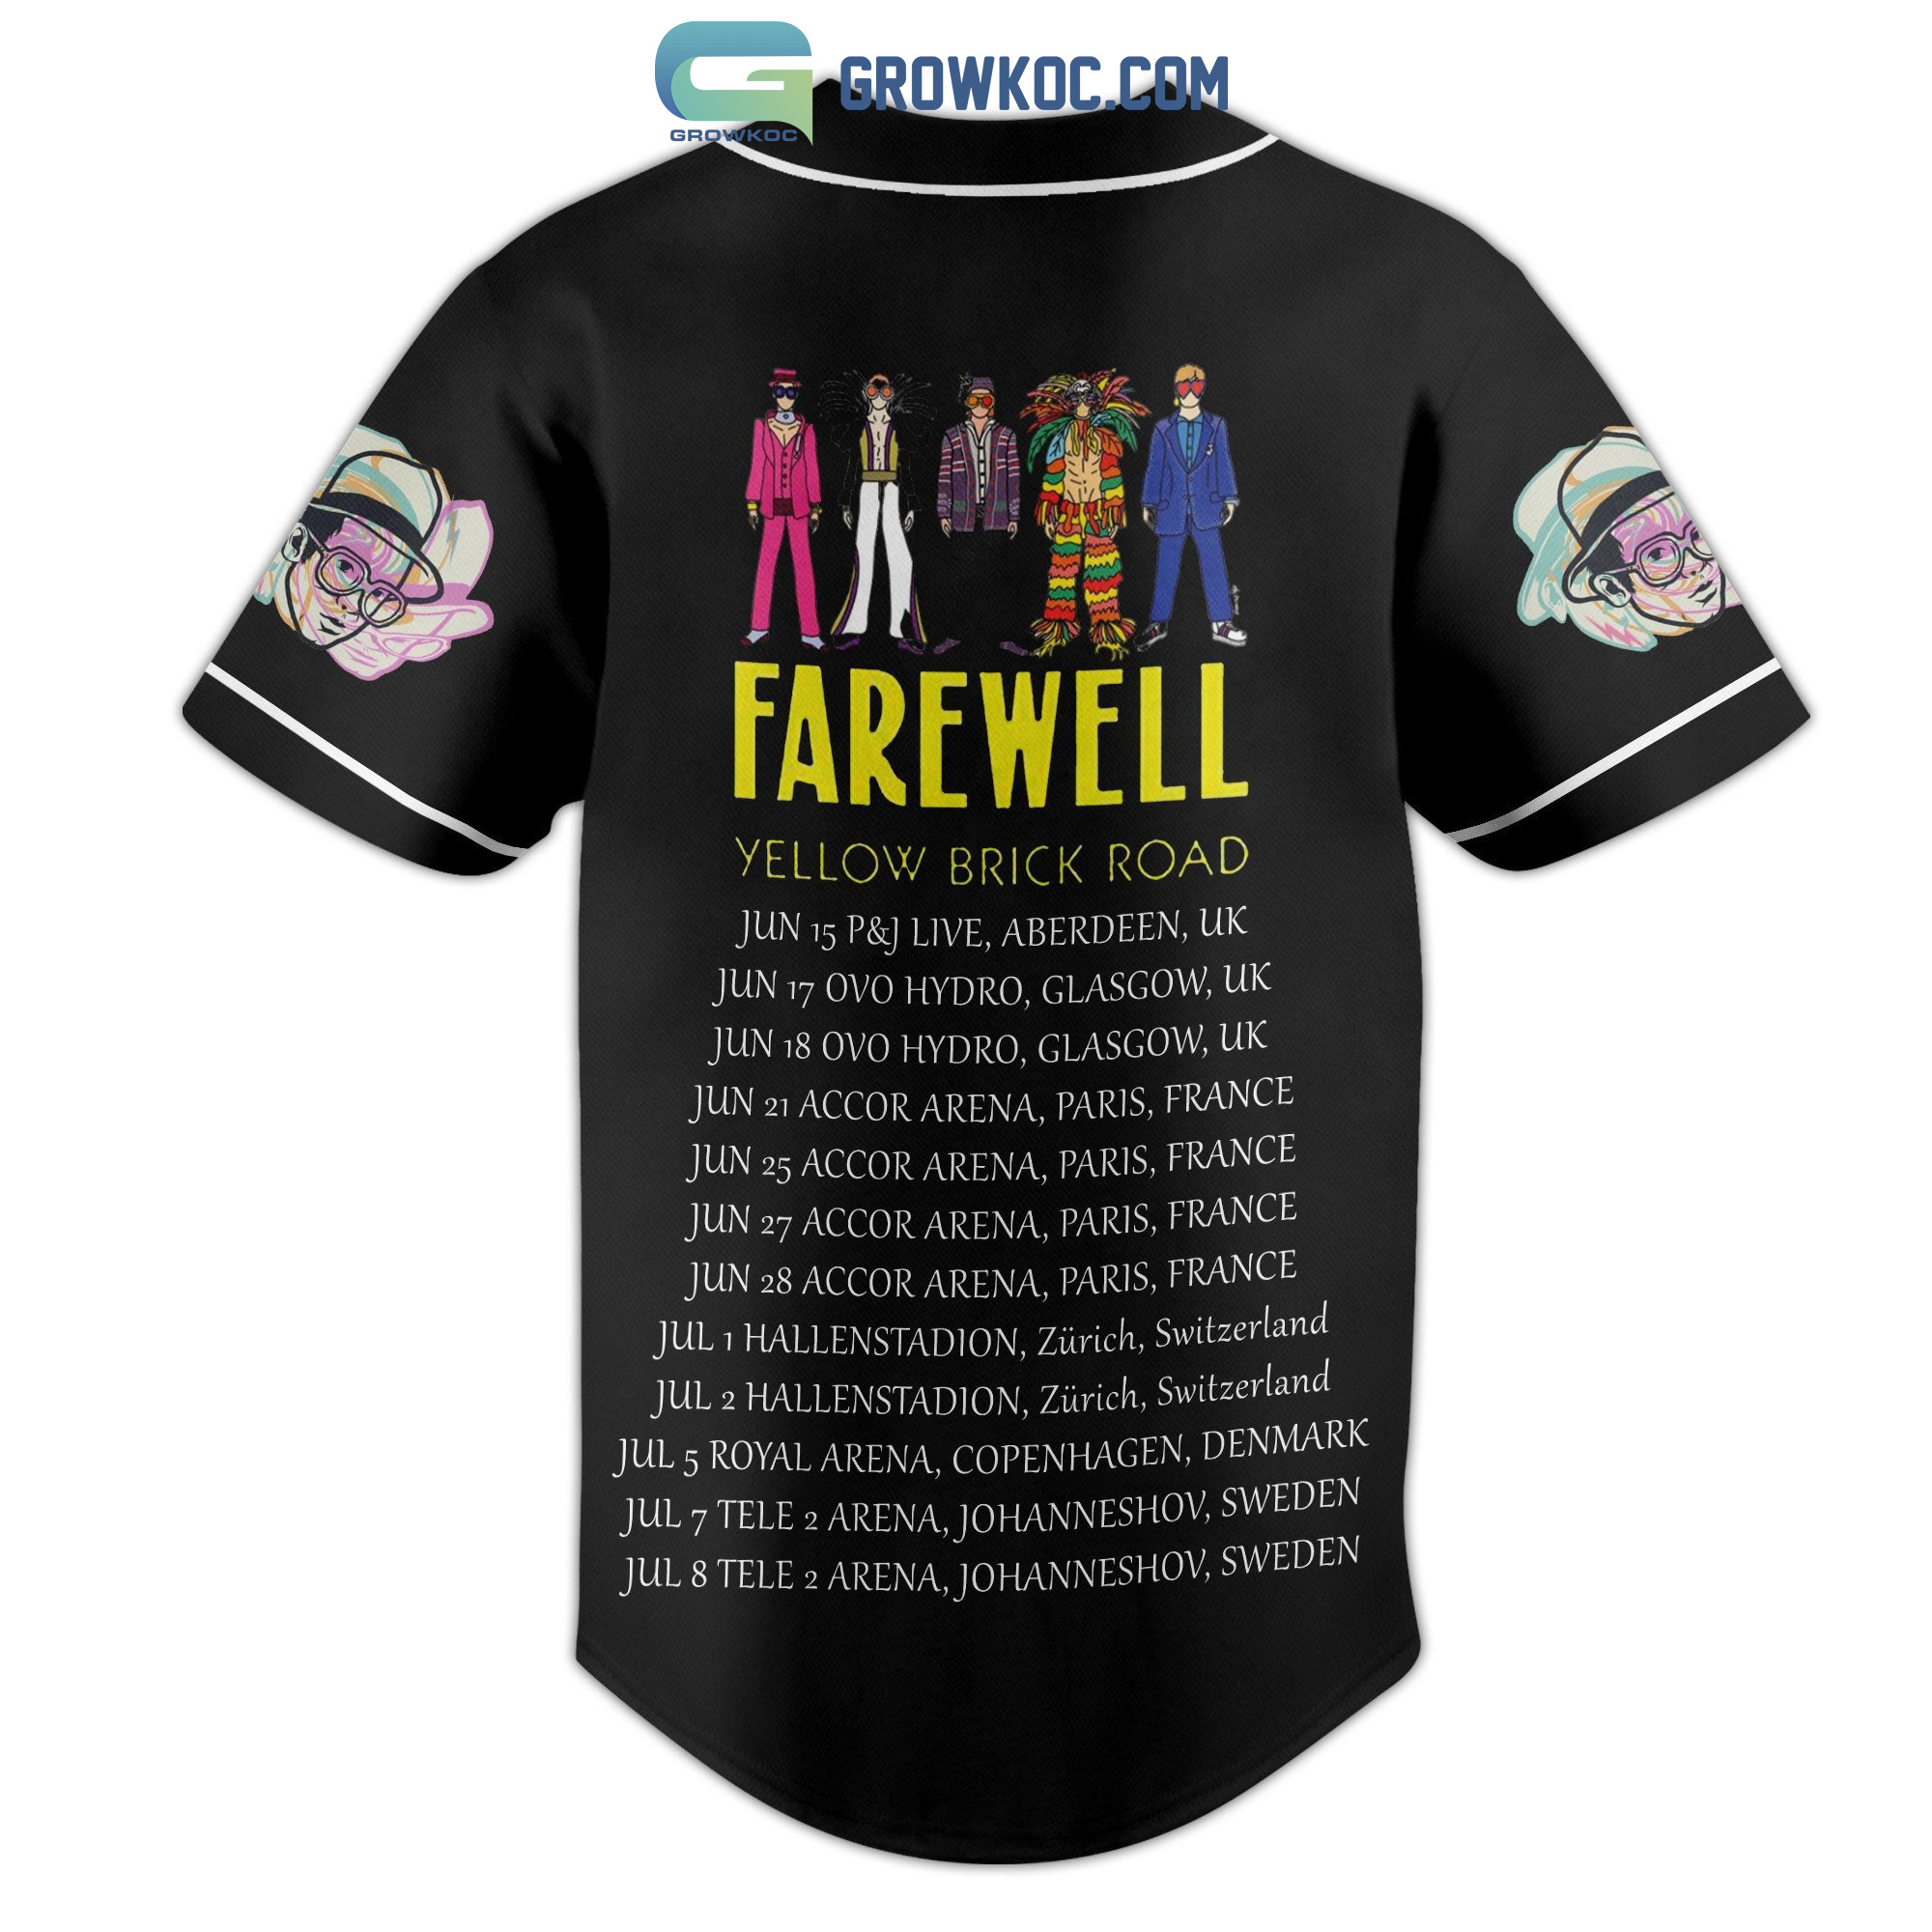 GROWKOC.COM
GROWKOC
FAREWELL
YELLOW BRICK ROAD
JUN 15 P&J LIVE, ABERDEEN, UK
JUN 17 OVO HYDRO, GLASGOW, UK
JUN 18 OVO HYDRO, GLASGOW, UK
JUN 21 ACCOR ARENA, PARIS, FRANCE
JUN 25 ACCOR ARENA, PARIS, FRANCE
JUN 27 ACCOR ARENA, PARIS, FRANCE
JUN 28 ACCOR ARENA, PARIS, FRANCE
JUL 1 HALLENSTADION, Zürich, Switzerland
JUL 2 HALLENSTADION, Zürich, Switzerland
JUL 5 ROYAL ARENA, COPENHAGEN, DENMARK
JUL 7 TELE 2 ARENA, JOHANNESHOV, SWEDEN
JUL 8 TELE 2 ARENA, JOHANNESHOV, SWEDEN